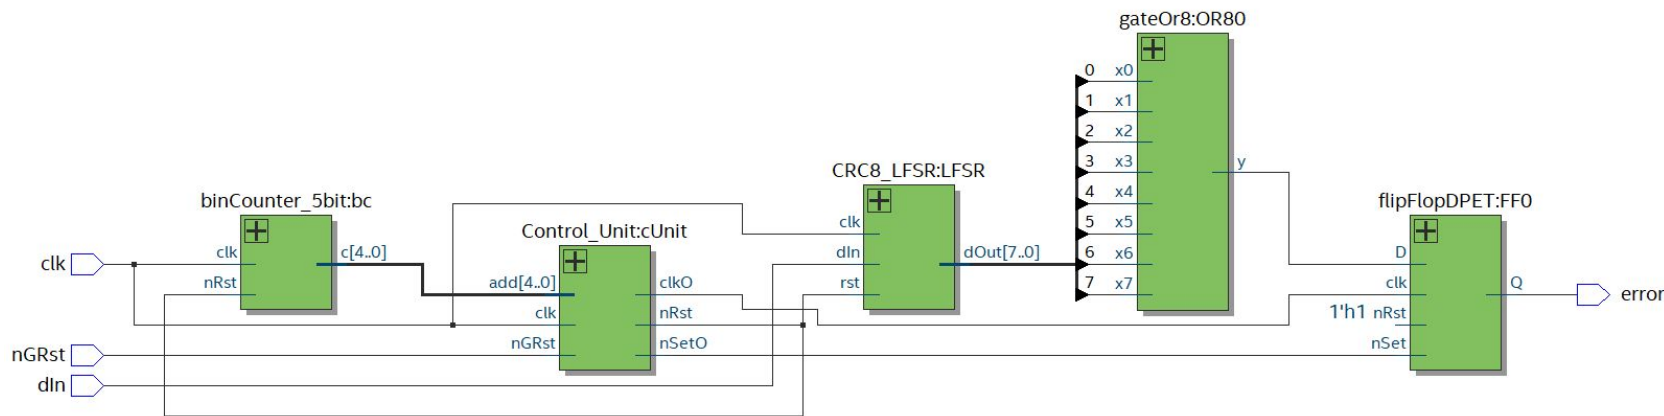 gateOr8:OR80
0 x0
1 x1
2 x2
3 x3
4 x4
5 x5
6 x6
7 x7
y
CRC8_LFSR:LFSR
clk
dIn
rst
dOut[7..0]
binCounter_5bit:bc
clk
nRst
c[4..0]
Control_Unit:cUnit
add[4..0]
clk
nGRst
clkO
nRst
nSetO
flipFlopDPET:FF0
D
clk
1'h1 nRst
nSet
Q
clk
nGRst
dIn
error